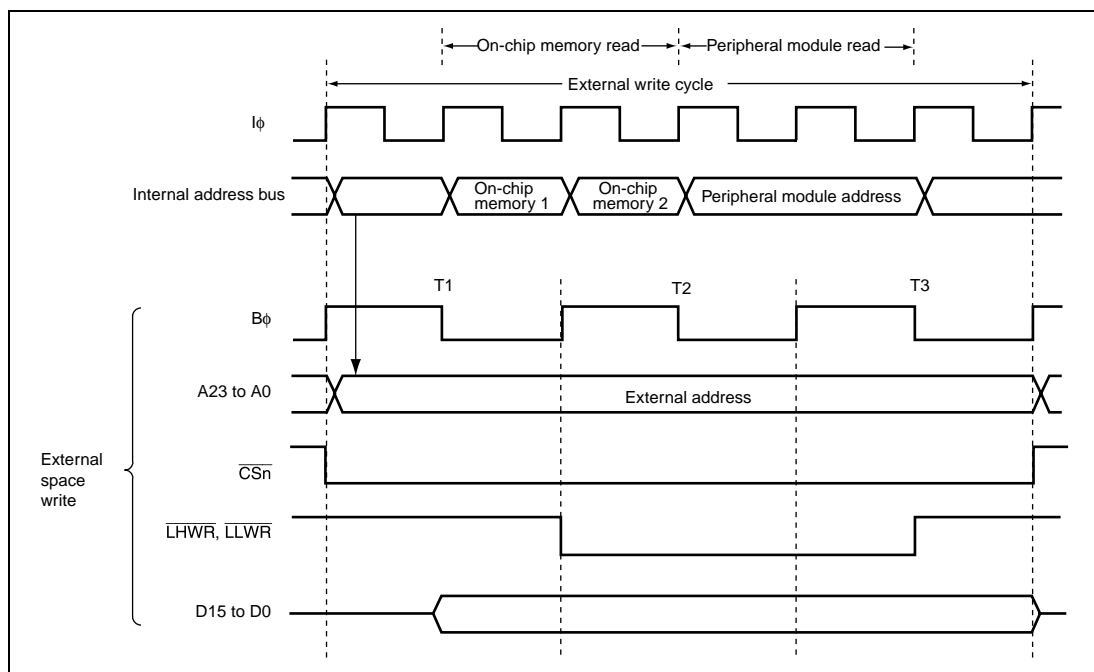 On-chip memory read Peripheral module read
External write cycle
Iϕ
Internal address bus
On-chip
memory 1
On-chip
memory 2
Peripheral module address
T1 T2 T3
Bϕ
A23 to A0
External address
External
space
write
CSn
LHWR, LLWR
D15 to D0